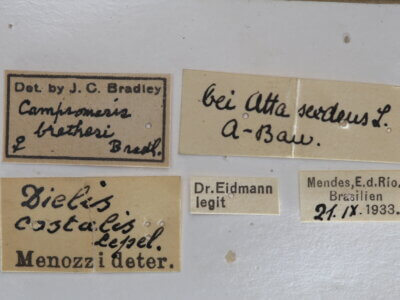 Det. by J. C. Bradley
Campsomeris
bretheri
♀ Bradl.
bei Atta sexdens L.
A-Bau.
Dielis
costalis
Lepel.
Menozzi deter.
Dr. Eidmann
legit
Mendes, E.d. Rio,
Brasilien
21. IX. 1933.